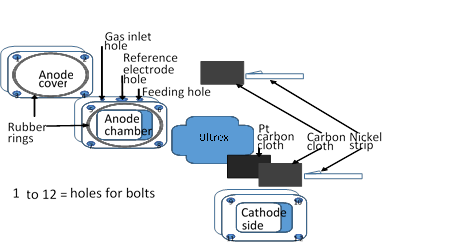 Gas inlet
hole
Reference
electrode
hole
Feeding hole
Anode
cover
Anode
chamber
Rubber
rings
Ultrex
Pt
carbon
cloth
Carbon
cloth
Nickel
strip
1 to 12 = holes for bolts
Cathode
side